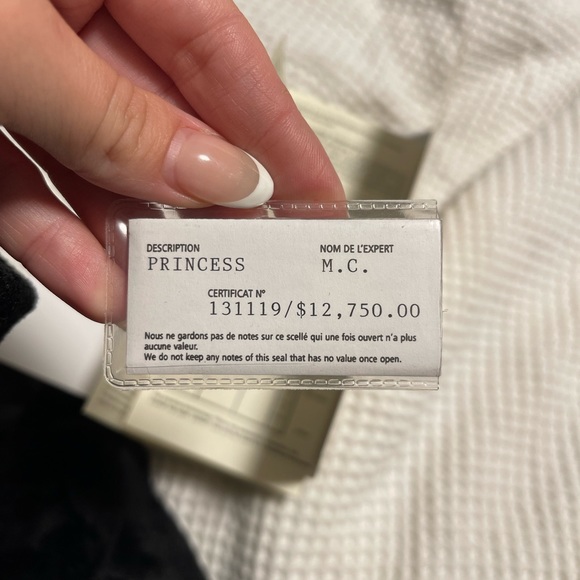 DESCRIPTION NOM DE L'EXPERT
PRINCESS M.C.
CERTIFICAT N°
131119/$12,750.00
Nous ne gardons pas de notes sur ce scellé qui une fois ouvert n'a plus
aucune valeur.
We do not keep any notes of this seal that has no value once open.